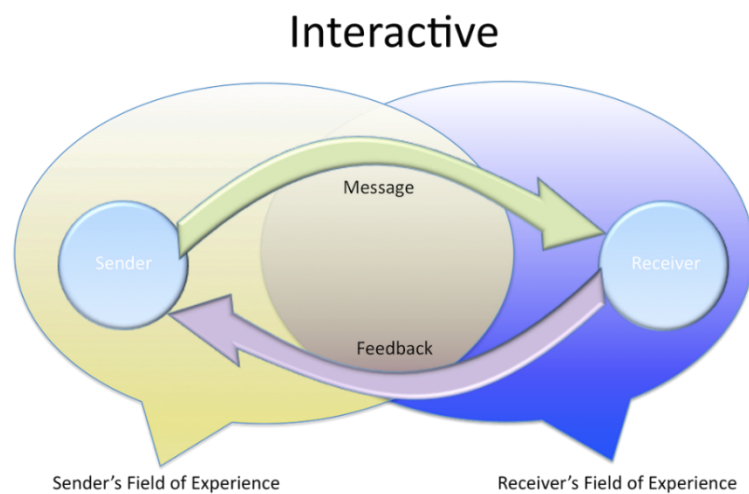 Interactive
Message
Sender
Receiver
Feedback
Sender's Field of Experience
Receiver's Field of Experience